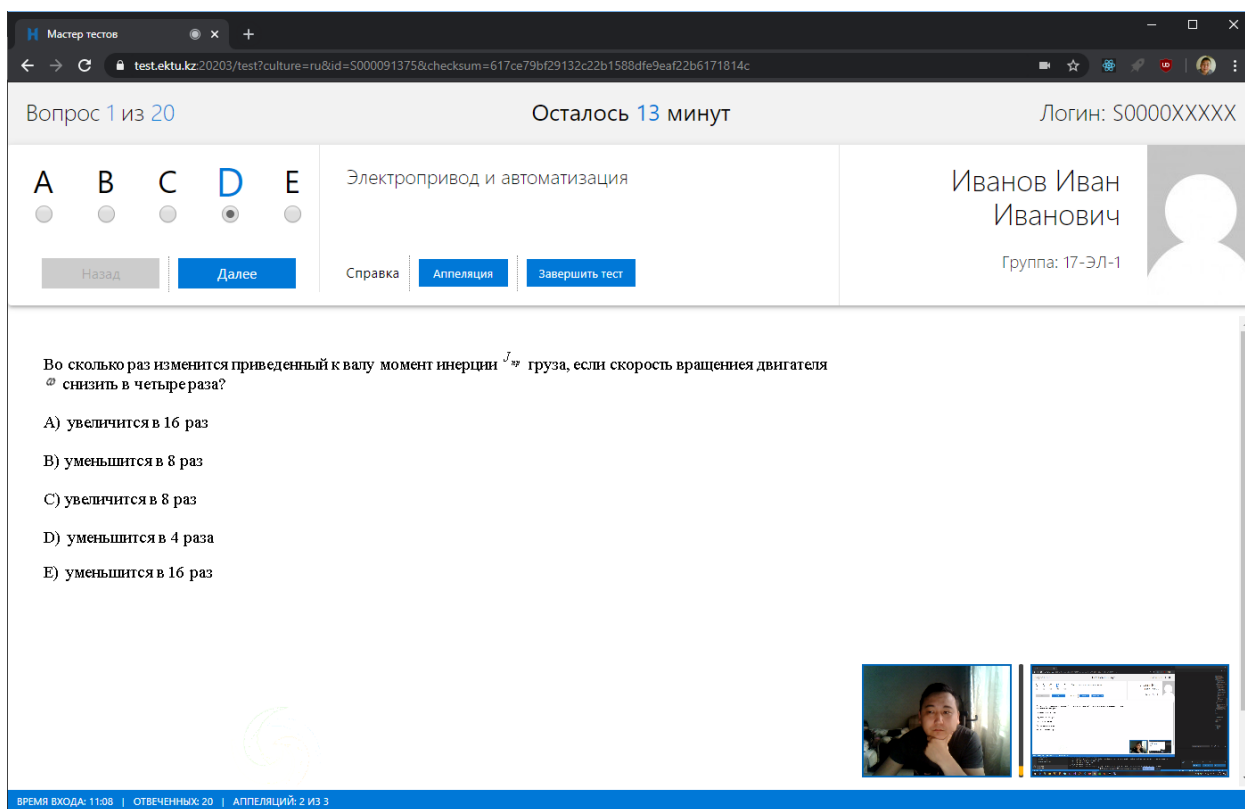 Мастер тестов
test.ektu.kz:20203/test?culture=ru&id=S000091375&checksum=617ce79bf29132c22b1588dfe9eaf22b6171814c
Вопрос 1 из 20
Осталось 13 минут
Логин: S0000XXXXX
A B C D E
Назад
Далее
Электропривод и автоматизация
Справка
Аппеляция
Завершить тест
Иванов Иван
Иванович
Группа: 17-ЭЛ-1
Во сколько раз изменится приведенный к валу момент инерции J пр груза, если скорость вращениея двигателя
ω снизить в четыре раза?
A) увеличится в 16 раз
B) уменьшится в 8 раз
C) увеличится в 8 раз
D) уменьшится в 4 раза
E) уменьшится в 16 раз
ВРЕМЯ ВХОДА: 11:08 | ОТВЕЧЕННЫХ: 20 | АППЕЛЯЦИЙ: 2 ИЗ 3